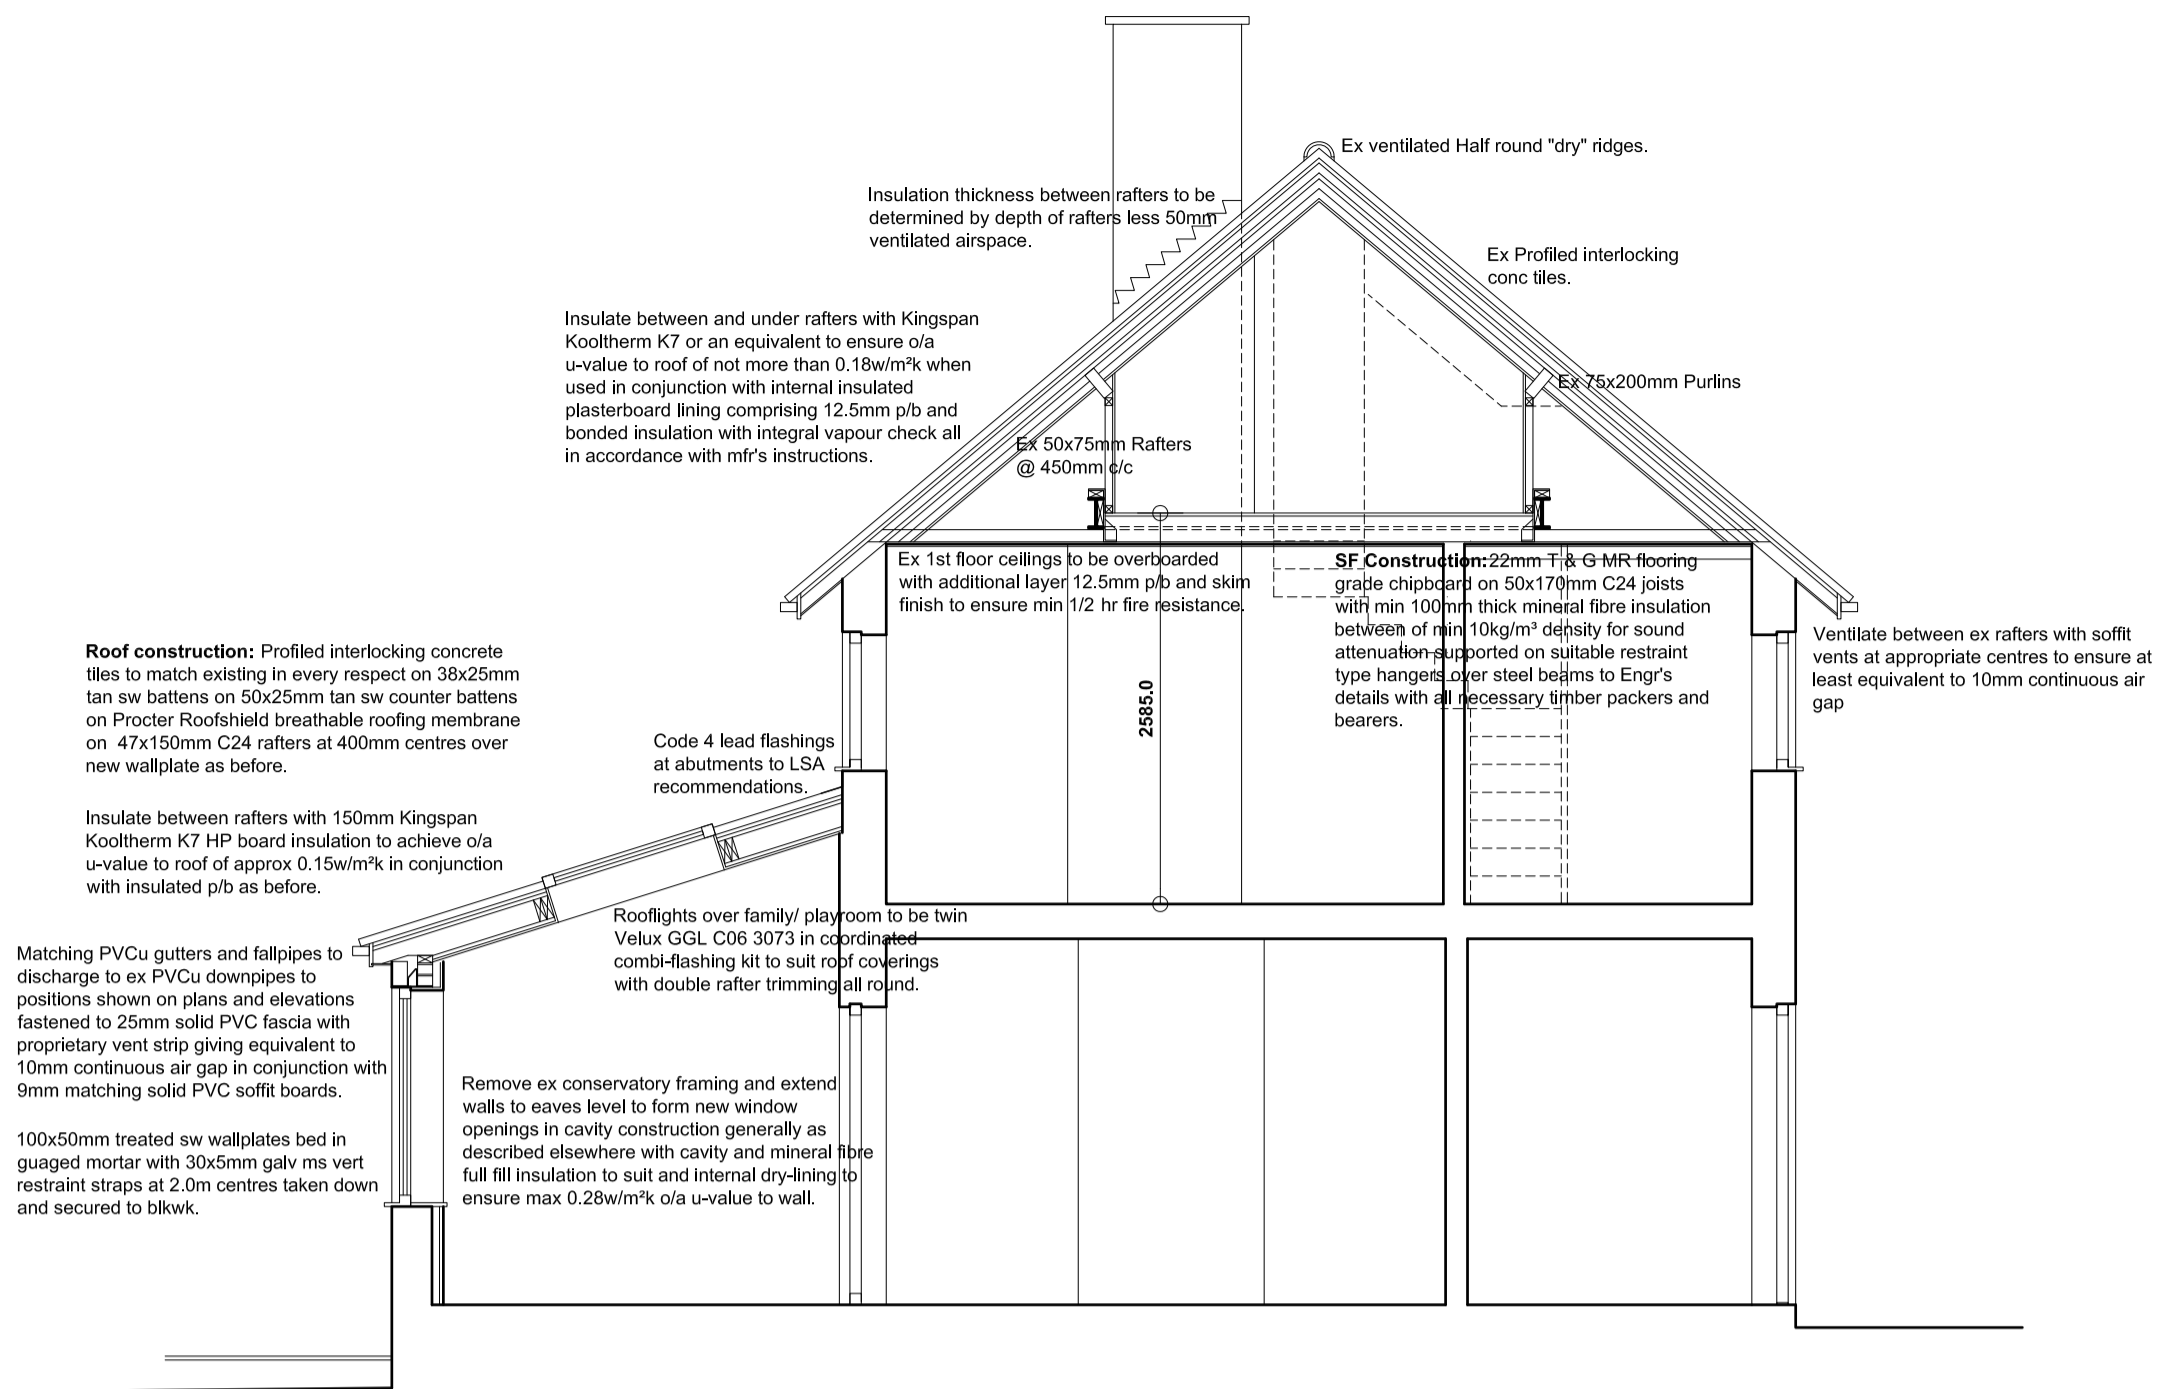 Ex ventilated Half round "dry" ridges.
Insulation thickness between rafters to be
determined by depth of rafters less 50mm
ventilated airspace.
Ex Profiled interlocking
conc tiles.
Insulate between and under rafters with Kingspan
Kooltherm K7 or an equivalent to ensure o/a
u-value to roof of not more than 0.18w/m²k when
used in conjunction with internal insulated
plasterboard lining comprising 12.5mm p/b and
bonded insulation with integral vapour check all
in accordance with mfr's instructions.
Ex 75x200mm Purlins
Ex 50x75mm Rafters
@ 450mm c/c
Ex 1st floor ceilings to be overboarded
with additional layer 12.5mm p/b and skim
finish to ensure min 1/2 hr fire resistance.
SF Construction: 22mm T & G MR flooring
grade chipboard on 50x170mm C24 joists
with min 100mm thick mineral fibre insulation
between of min 10kg/m³ density for sound
attenuation supported on suitable restraint
type hangers over steel beams to Engr's
details with all necessary timber packers and
bearers.
Ventilate between ex rafters with soffit
vents at appropriate centres to ensure at
least equivalent to 10mm continuous air
gap
Roof construction: Profiled interlocking concrete
tiles to match existing in every respect on 38x25mm
tan sw battens on 50x25mm tan sw counter battens
on Procter Roofshield breathable roofing membrane
on 47x150mm C24 rafters at 400mm centres over
new wallplate as before.
2585.0
Code 4 lead flashings
at abutments to LSA
recommendations.
Insulate between rafters with 150mm Kingspan
Kooltherm K7 HP board insulation to achieve o/a
u-value to roof of approx 0.15w/m²k in conjunction
with insulated p/b as before.
Rooflights over family/ playroom to be twin
Velux GGL C06 3073 in coordinated
combi-flashing kit to suit roof coverings
with double rafter trimming all round.
Matching PVCu gutters and fallpipes to
discharge to ex PVCu downpipes to
positions shown on plans and elevations
fastened to 25mm solid PVC fascia with
proprietary vent strip giving equivalent to
10mm continuous air gap in conjunction with
9mm matching solid PVC soffit boards.
Remove ex conservatory framing and extend
walls to eaves level to form new window
openings in cavity construction generally as
described elsewhere with cavity and mineral fibre
full fill insulation to suit and internal dry-lining to
ensure max 0.28w/m²k o/a u-value to wall.
100x50mm treated sw wallplates bed in
guaged mortar with 30x5mm galv ms vert
restraint straps at 2.0m centres taken down
and secured to blkwk.